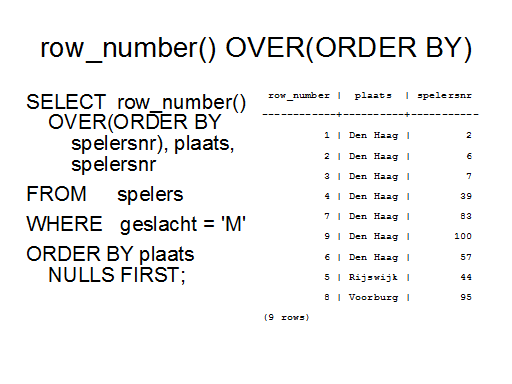 row_number() OVER(ORDER BY)
SELECT row_number()
OVER(ORDER BY
spelersnr), plaats,
spelersnr
FROM spelers
WHERE geslacht = 'M'
ORDER BY plaats
NULLS FIRST;
row_number | plaats | spelersnr
------------+----------+-----------
1 | Den Haag | 2
2 | Den Haag | 6
3 | Den Haag | 7
4 | Den Haag | 39
7 | Den Haag | 83
9 | Den Haag | 100
6 | Den Haag | 57
5 | Rijswijk | 44
8 | Voorburg | 95
(9 rows)